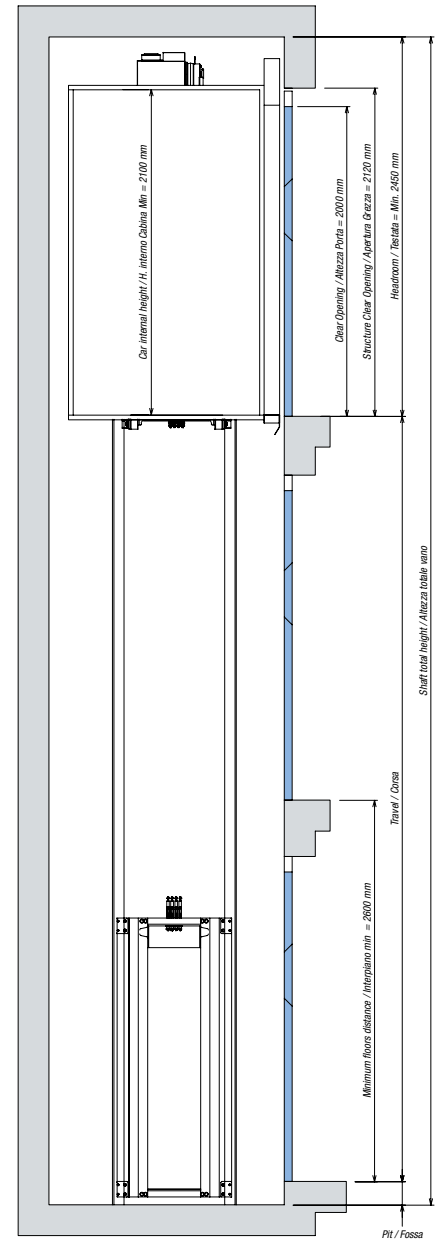 Car internal height / H. interno Cabina Min = 2100 mm
Clear Opening / Altezza Porta = 2000 mm
Structure Clear Opening / Apertura Grezza = 2120 mm
Headroom / Testata = Min. 2450 mm
Shaft total height / Altezza totale vano
Travel / Corsa
Minimum floors distance / Interpiano min = 2600 mm
Pit / Fossa